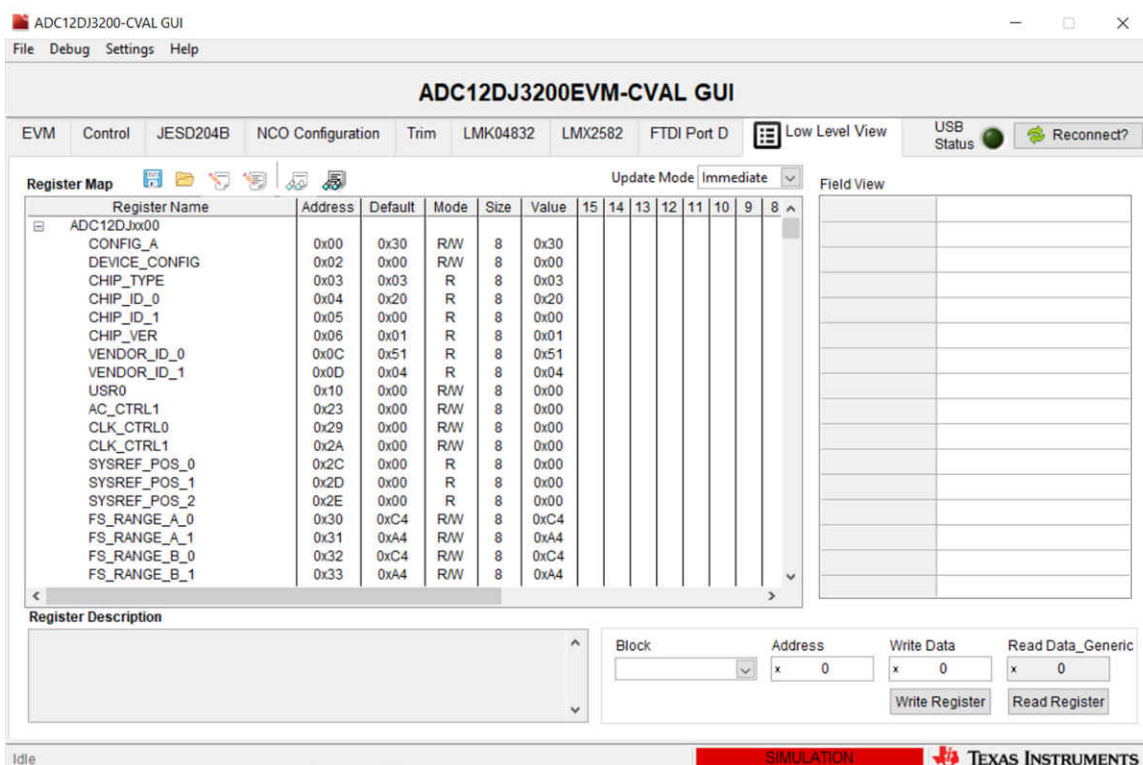 ADC12DJ3200-CVAL GUI
File Debug Settings Help
ADC12DJ3200EVM-CVAL GUI
EVM Control JESD204B NCO Configuration Trim LMK04832 LMX2582 FTDI Port D Low Level View USB Status Reconnect?
Register Map Update Mode Immediate Field View
Register Name Address Default Mode Size Value 15 14 13 12 11 10 9 8
ADC12DJxx00
CONFIG_A 0x00 0x30 R/W 8 0x30
DEVICE_CONFIG 0x02 0x00 R/W 8 0x00
CHIP_TYPE 0x03 0x03 R 8 0x03
CHIP_ID_0 0x04 0x20 R 8 0x20
CHIP_ID_1 0x05 0x00 R 8 0x00
CHIP_VER 0x06 0x01 R 8 0x01
VENDOR_ID_0 0x0C 0x51 R 8 0x51
VENDOR_ID_1 0x0D 0x04 R 8 0x04
USR0 0x10 0x00 R/W 8 0x00
AC_CTRL1 0x23 0x00 R/W 8 0x00
CLK_CTRL0 0x29 0x00 R/W 8 0x00
CLK_CTRL1 0x2A 0x00 R/W 8 0x00
SYSREF_POS_0 0x2C 0x00 R 8 0x00
SYSREF_POS_1 0x2D 0x00 R 8 0x00
SYSREF_POS_2 0x2E 0x00 R 8 0x00
FS_RANGE_A_0 0x30 0xC4 R/W 8 0xC4
FS_RANGE_A_1 0x31 0xA4 R/W 8 0xA4
FS_RANGE_B_0 0x32 0xC4 R/W 8 0xC4
FS_RANGE_B_1 0x33 0xA4 R/W 8 0xA4
Register Description
Block Address Write Data Read Data_Generic
x 0 x 0 x 0
Write Register Read Register
Idle SIMULATION TEXAS INSTRUMENTS